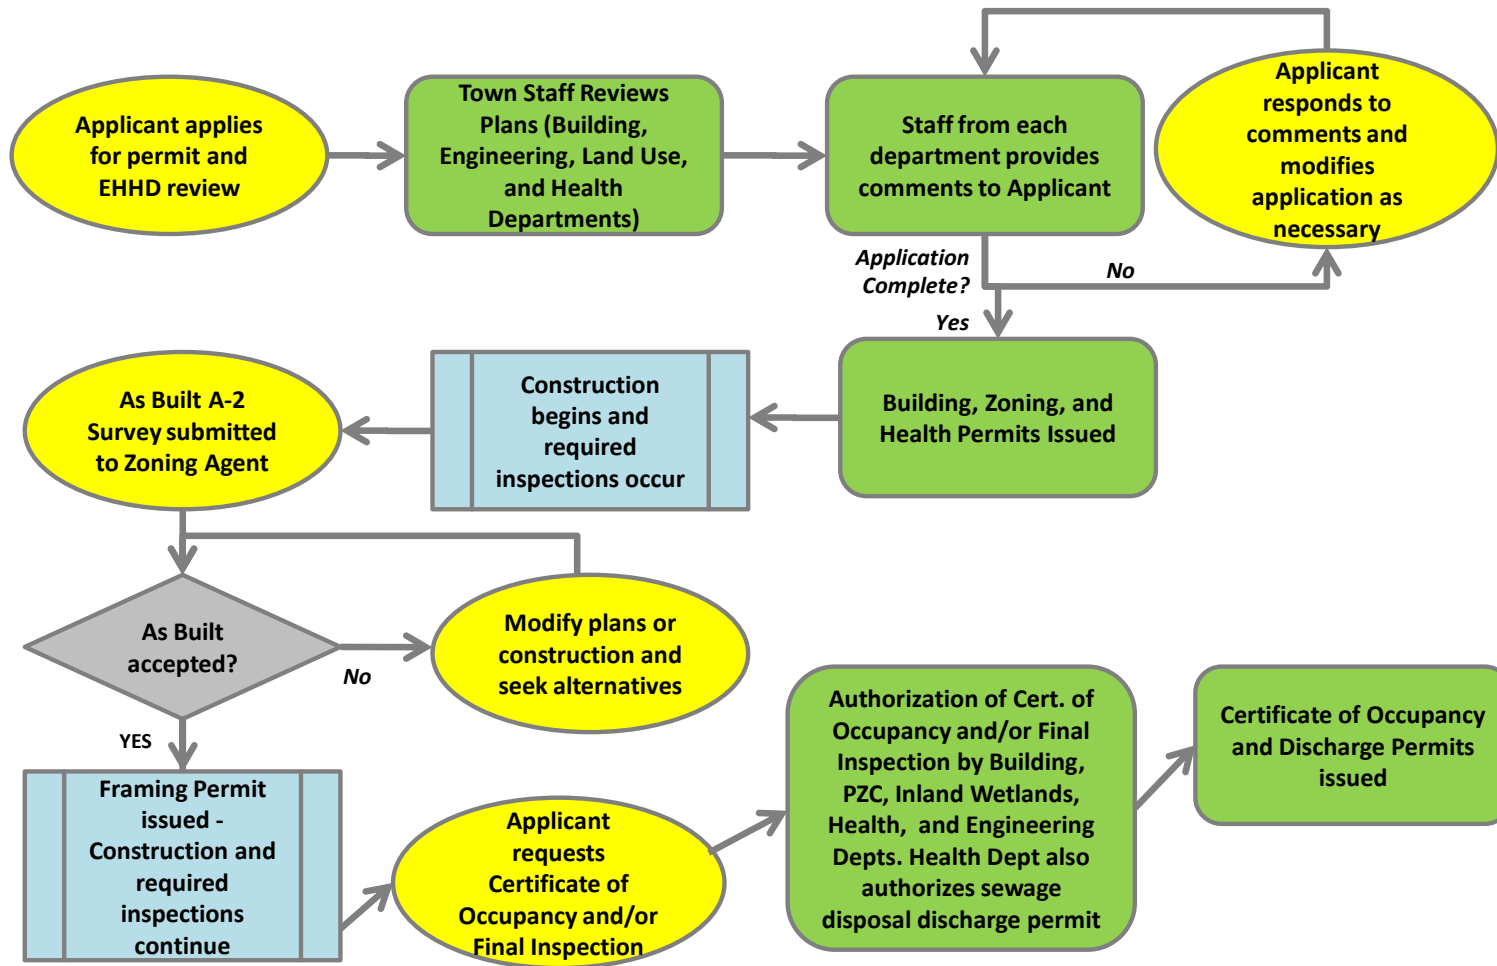 Applicant applies
for permit and
EHHD review
Town Staff Reviews
Plans (Building,
Engineering, Land Use,
and Health
Departments)
Staff from each
department provides
comments to Applicant
Applicant
responds to
comments and
modifies
application as
necessary
Application
Complete?
No
Yes
Building, Zoning, and
Health Permits Issued
Construction
begins and
required
inspections occur
As Built A-2
Survey submitted
to Zoning Agent
As Built
accepted?
No
Modify plans or
construction and
seek alternatives
YES
Framing Permit
issued -
Construction and
required
inspections
continue
Applicant
requests
Certificate of
Occupancy and/or
Final Inspection
Authorization of Cert. of
Occupancy and/or Final
Inspection by Building,
PZC, Inland Wetlands,
Health, and Engineering
Depts. Health Dept also
authorizes sewage
disposal discharge permit
Certificate of Occupancy
and Discharge Permits
issued